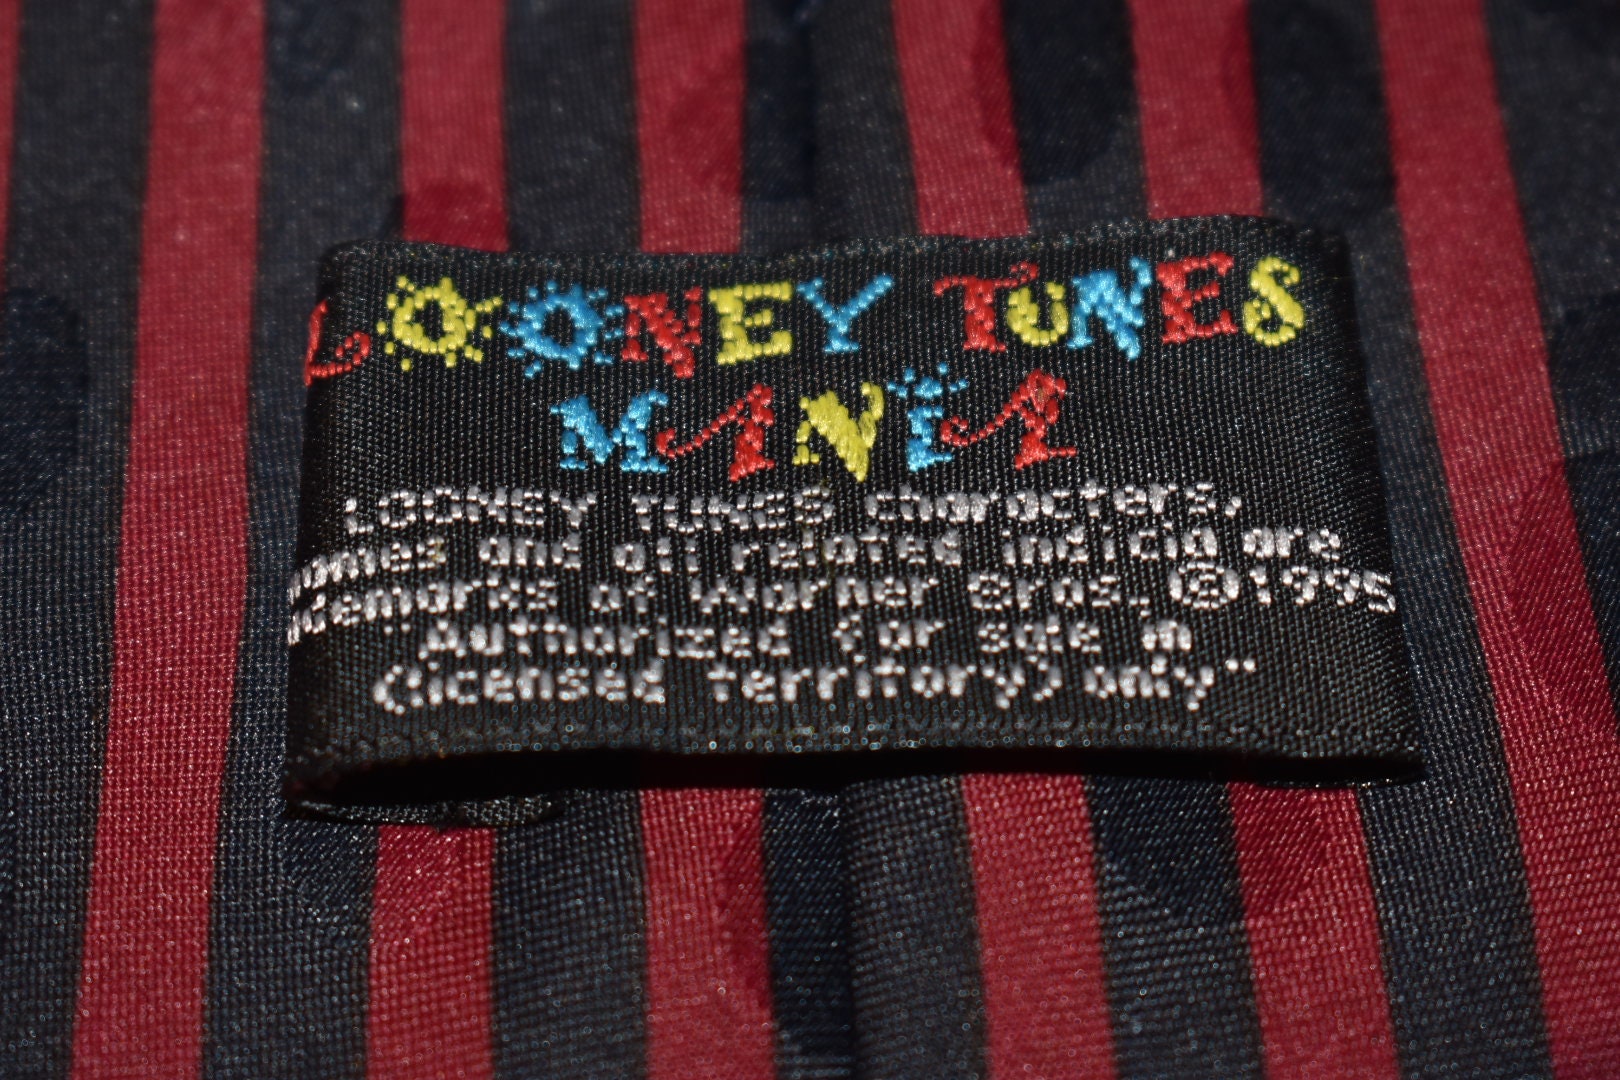 LOONEY TUNES
MANIA
LOONEY TUNES characters,
names and all related indicia are
demarks of Warner Bros, ©1995
Authorized for sale in
(licensed territory) only"